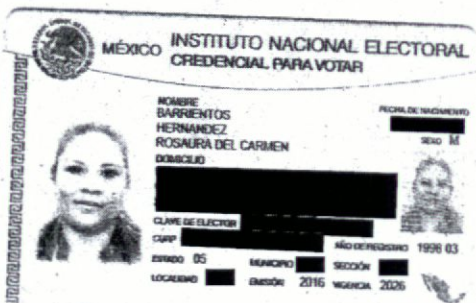 MÉXICO
INSTITUTO NACIONAL ELECTORAL
CREDENCIAL PARA VOTAR
NOMBRE
BARRIENTOS
HERNANDEZ
ROSAURA DEL CARMEN
FECHA DE NACIMIENTO
SEXO M
DOMICILIO
CLAVE DE ELECTOR
CURP
AÑO DE REGISTRO 1998 03
ESTADO 05 MUNICIPIO SECCIÓN
LOCALIDAD EMISIÓN 2016 VIGENCIA 2026